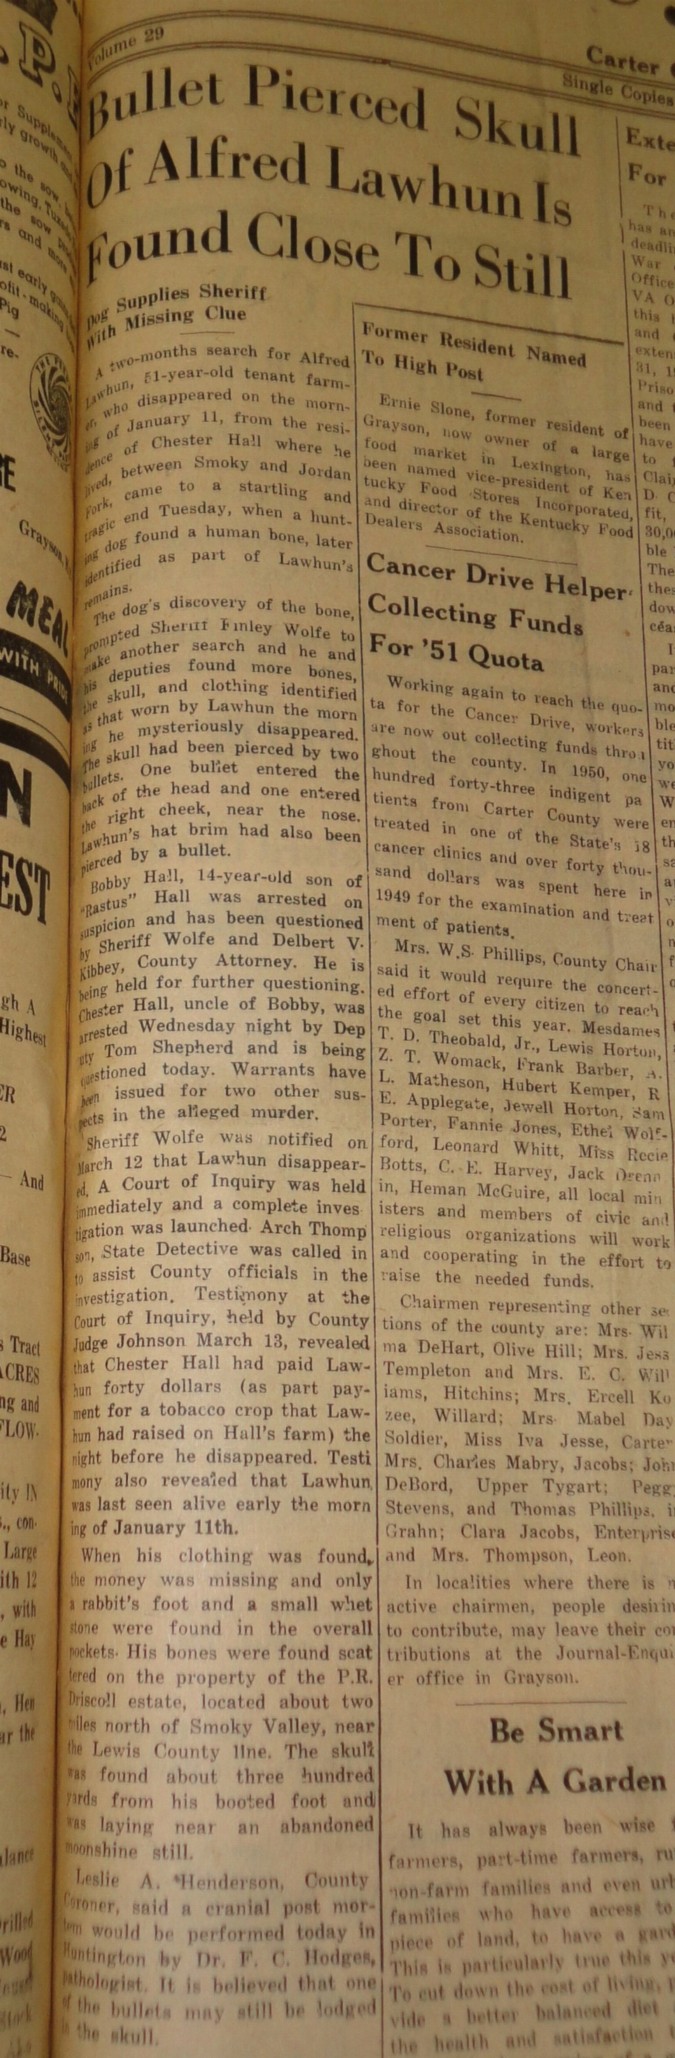 Volume 29
Carter
Single Copies
Bullet Pierced Skull
Of Alfred Lawhun Is
Found Close To Still
Dog Supplies Sheriff
With Missing Clue
A two-months search for Alfred
Lawhun, 51-year-old tenant farm-
er, who disappeared on the morn-
ing of January 11, from the resi-
dence of Chester Hall where he
lived, between Smoky and Jordan
Fork, came to a startling and
tragic end Tuesday, when a hunt-
ing dog found a human bone, later
identified as part of Lawhun's
remains.
The dog's discovery of the bone,
prompted Sheriff Finley Wolfe to
make another search and he and
his deputies found more bones,
the skull, and clothing identified
as that worn by Lawhun the morn
ing he mysteriously disappeared.
The skull had been pierced by two
bullets. One bullet entered the
back of the head and one entered
the right cheek, near the nose.
Lawhun's hat brim had also been
pierced by a bullet.
Bobby Hall, 14-year-old son of
"Rastus" Hall was arrested on
suspicion and has been questioned
by Sheriff Wolfe and Delbert V.
Kibbey, County Attorney. He is
being held for further questioning.
Chester Hall, uncle of Bobby, was
arrested Wednesday night by Dep
uty Tom Shepherd and is being
questioned today. Warrants have
been issued for two other sus-
pects in the alleged murder.
Sheriff Wolfe was notified on
March 12 that Lawhun disappear-
ed. A Court of Inquiry was held
immediately and a complete inves
tigation was launched. Arch Thomp
son, State Detective was called in
to assist County officials in the
investigation. Testimony at the
Court of Inquiry, held by County
Judge Johnson March 13, revealed
that Chester Hall had paid Law-
hun forty dollars (as part pay-
ment for a tobacco crop that Law-
hun had raised on Hall's farm) the
night before he disappeared. Testi
mony also revealed that Lawhun
was last seen alive early the morn
ing of January 11th.
When his clothing was found,
the money was missing and only
a rabbit's foot and a small whet
stone were found in the overall
pockets. His bones were found scat
tered on the property of the P.R.
Driscoll estate, located about two
miles north of Smoky Valley, near
the Lewis County line. The skull
was found about three hundred
yards from his booted foot and
was laying near an abandoned
moonshine still.
Leslie A. Henderson, County
Coroner, said a cranial post mor-
tem would be performed today in
Huntington by Dr. F. C. Hodges,
pathologist. It is believed that one
of the bullets may still be lodged
in the skull.
Former Resident Named
To High Post
Ernie Slone, former resident of
Grayson, now owner of a large
food market in Lexington, has
been named vice-president of Ken
tucky Food Stores Incorporated,
and director of the Kentucky Food
Dealers Association.
Cancer Drive Helper
Collecting Funds
For '51 Quota
Working again to reach the quo-
ta for the Cancer Drive, workers
are now out collecting funds throu
ghout the county. In 1950, one
hundred forty-three indigent pa
tients from Carter County were
treated in one of the State's 18
cancer clinics and over forty thou-
sand dollars was spent here in
1949 for the examination and treat
ment of patients.
Mrs. W.S. Phillips, County Chair
said it would require the concert-
ed effort of every citizen to reach
the goal set this year. Mesdames
T. D. Theobald, Jr., Lewis Horton,
Z. T. Womack, Frank Barber, A.
L. Matheson, Hubert Kemper, R
E. Applegate, Jewell Horton, Sam
Porter, Fannie Jones, Ethel Wolf-
ford, Leonard Whitt, Miss Recie
Botts, C. E. Harvey, Jack Drenn
in, Heman McGuire, all local min
isters and members of civic and
religious organizations will work
and cooperating in the effort to
raise the needed funds.
Chairmen representing other sec
tions of the county are: Mrs. Wil
ma DeHart, Olive Hill; Mrs. Jess
Templeton and Mrs. E. C. Will
iams, Hitchins; Mrs. Ercell Ko
zee, Willard; Mrs. Mabel Day
Soldier, Miss Iva Jesse, Carter
Mrs. Charles Mabry, Jacobs; John
DeBord, Upper Tygart; Pegg
Stevens, and Thomas Phillips, in
Grahn; Clara Jacobs, Enterprise
and Mrs. Thompson, Leon.
In localities where there is n
active chairmen, people desirin
to contribute, may leave their con
tributions at the Journal-Enqui
er office in Grayson.
Be Smart
With A Garden
It has always been wise f
farmers, part-time farmers, ru
non-farm families and even urb
families who have access to
piece of land, to have a gard
This is particularly true this ye
To cut down the cost of living,
vide a better balanced diet
the health and satisfaction